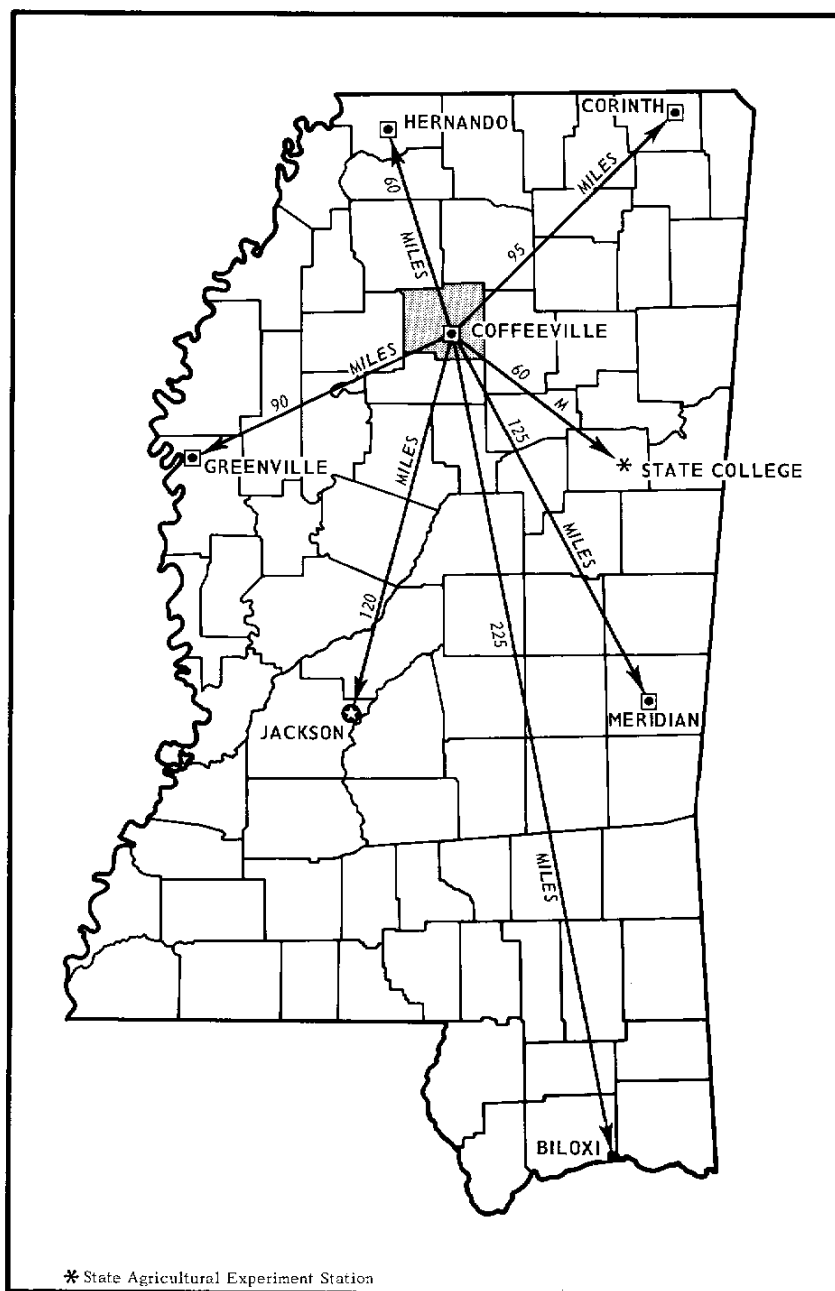 HERNANDO
CORINTH
60 MILES
95 MILES
COFFEEVILLE
90 MILES
60 M
GREENVILLE
STATE COLLEGE
MILES 120
125 MILES
225 MILES
JACKSON
MERIDIAN
BILOXI
* State Agricultural Experiment Station